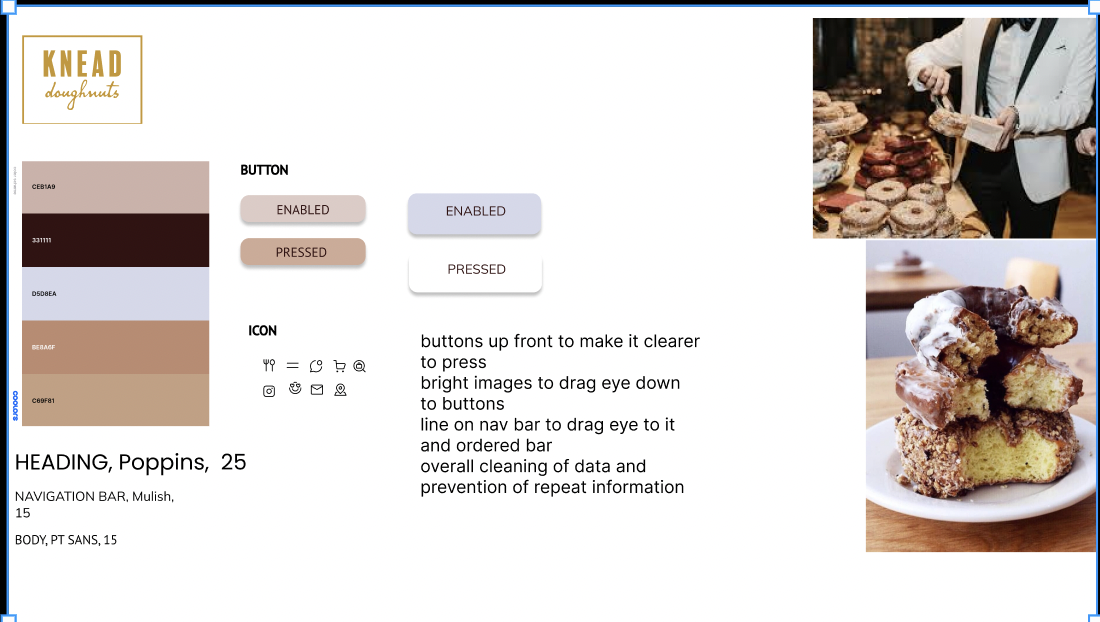 KNEAD
doughnuts
CEB1A9
331111
D5D8EA
BE8A6F
C69F81
coolors
BUTTON
ENABLED
PRESSED
ENABLED
PRESSED
ICON
buttons up front to make it clearer
to press
bright images to drag eye down
to buttons
line on nav bar to drag eye to it
and ordered bar
overall cleaning of data and
prevention of repeat information
HEADING, Poppins, 25
NAVIGATION BAR, Mulish,
15
BODY, PT SANS, 15